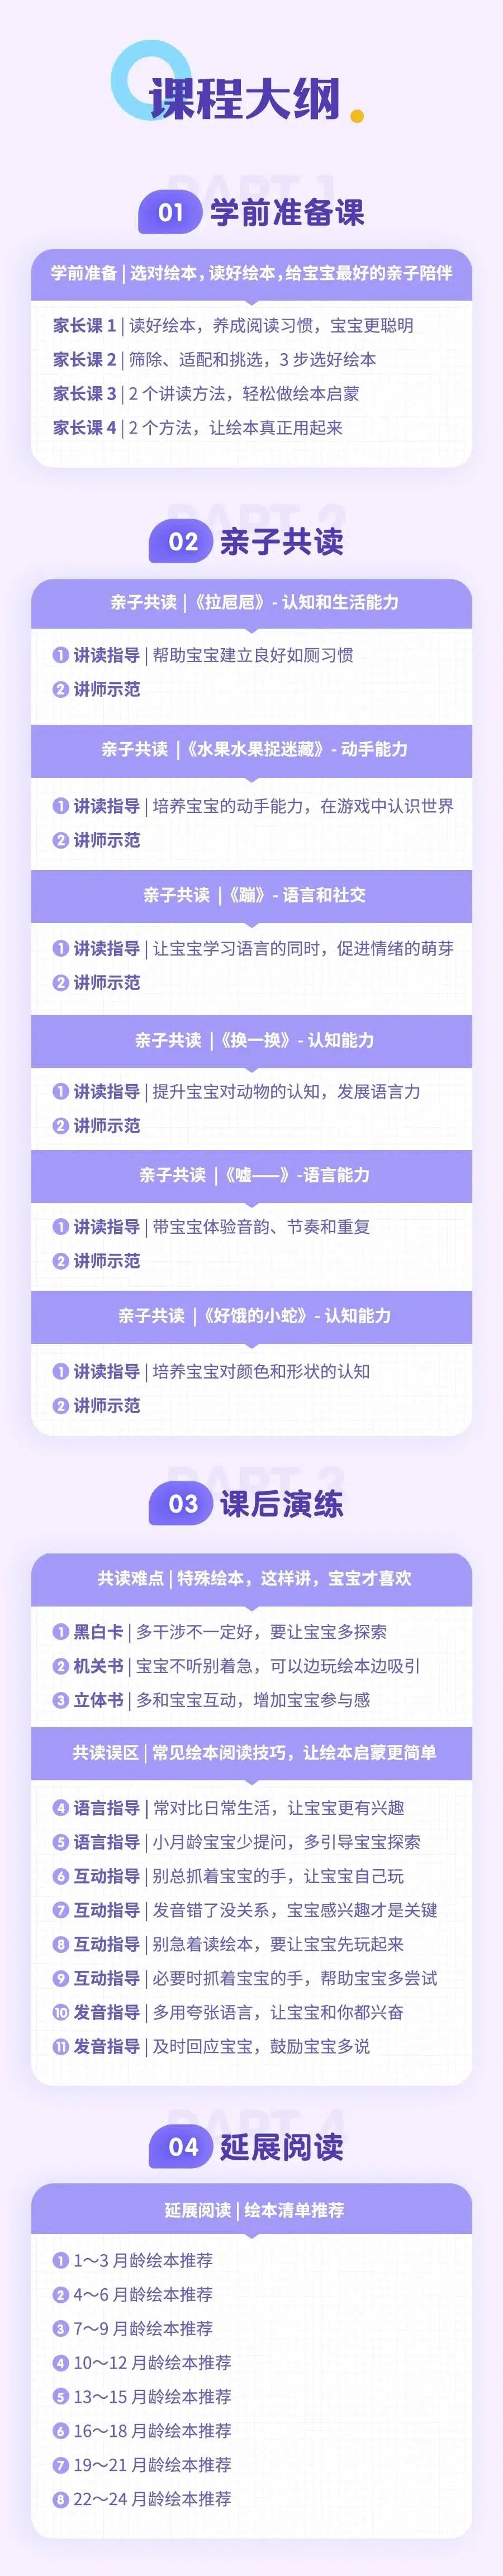 课程大纲
PART 1
01 学前准备课
学前准备 | 选对绘本，读好绘本，给宝宝最好的亲子陪伴
家长课 1 | 读好绘本，养成阅读习惯，宝宝更聪明
家长课 2 | 筛除、适配和挑选，3 步选好绘本
家长课 3 | 2 个讲读方法，轻松做绘本启蒙
家长课 4 | 2 个方法，让绘本真正用起来
PART 2
02 亲子共读
亲子共读 |《拉㞎㞎》- 认知和生活能力
1 讲读指导 | 帮助宝宝建立良好如厕习惯
2 讲师示范
亲子共读 |《水果水果捉迷藏》- 动手能力
1 讲读指导 | 培养宝宝的动手能力，在游戏中认识世界
2 讲师示范
亲子共读 |《蹦》- 语言和社交
1 讲读指导 | 让宝宝学习语言的同时，促进情绪的萌芽
2 讲师示范
亲子共读 |《换一换》- 认知能力
1 讲读指导 | 提升宝宝对动物的认知，发展语言力
2 讲师示范
亲子共读 |《嘘——》-语言能力
1 讲读指导 | 带宝宝体验音韵、节奏和重复
2 讲师示范
亲子共读 |《好饿的小蛇》- 认知能力
1 讲读指导 | 培养宝宝对颜色和形状的认知
2 讲师示范
PART 3
03 课后演练
共读难点 | 特殊绘本，这样讲，宝宝才喜欢
1 黑白卡 | 多干涉不一定好，要让宝宝多探索
2 机关书 | 宝宝不听别着急，可以边玩绘本边吸引
3 立体书 | 多和宝宝互动，增加宝宝参与感
共读误区 | 常见绘本阅读技巧，让绘本启蒙更简单
4 语言指导 | 常对比日常生活，让宝宝更有兴趣
5 语言指导 | 小月龄宝宝少提问，多引导宝宝探索
6 互动指导 | 别总抓着宝宝的手，让宝宝自己玩
7 互动指导 | 发音错了没关系，宝宝感兴趣才是关键
8 互动指导 | 别急着读绘本，要让宝宝先玩起来
9 互动指导 | 必要时抓着宝宝的手，帮助宝宝多尝试
10 发音指导 | 多用夸张语言，让宝宝和你都兴奋
11 发音指导 | 及时回应宝宝，鼓励宝宝多说
PART 4
04 延展阅读
延展阅读 | 绘本清单推荐
1 1～3 月龄绘本推荐
2 4～6 月龄绘本推荐
3 7～9 月龄绘本推荐
4 10～12 月龄绘本推荐
5 13～15 月龄绘本推荐
6 16～18 月龄绘本推荐
7 19～21 月龄绘本推荐
8 22～24 月龄绘本推荐